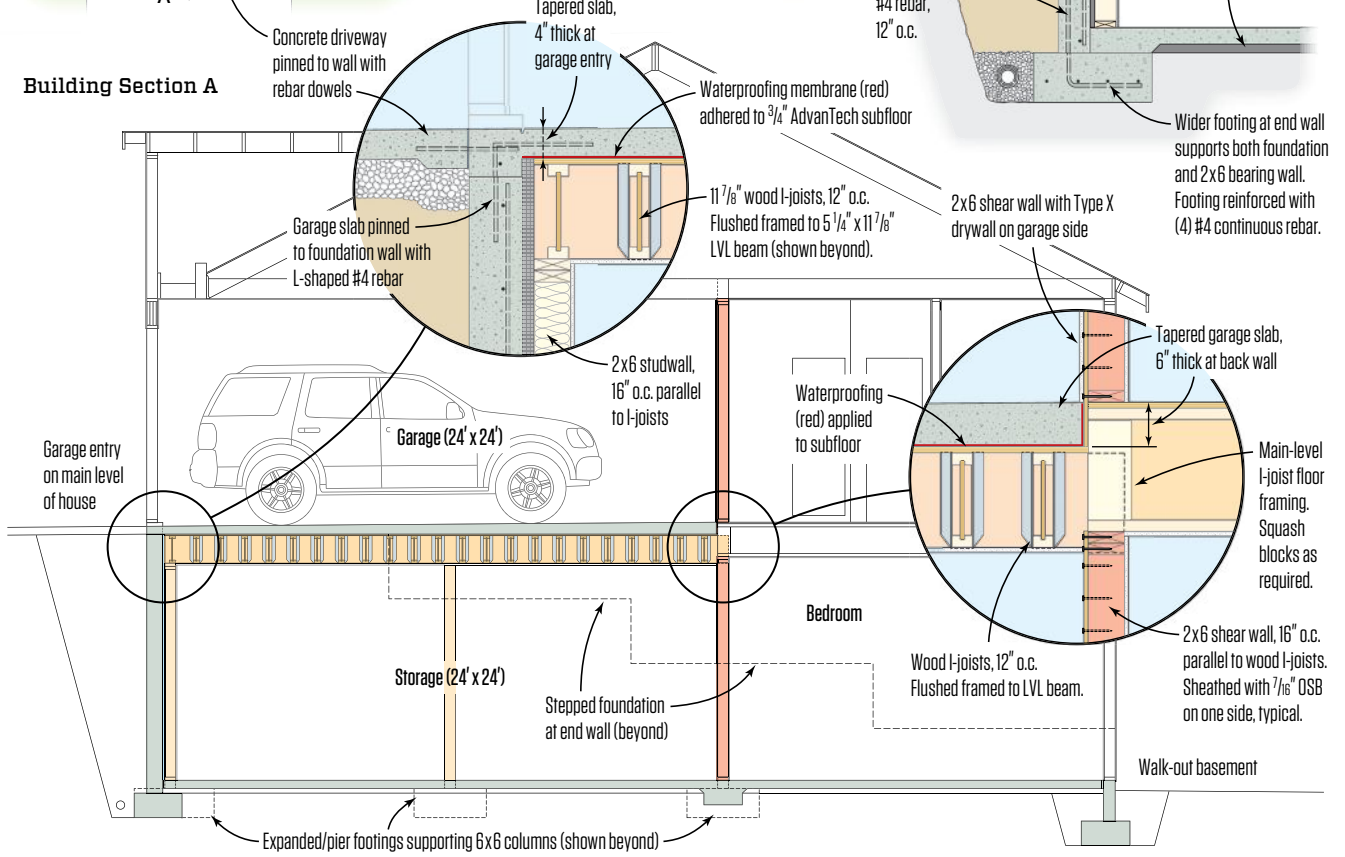 A
Tapered slab,
4" thick at
garage entry
#4 rebar,
12" o.c.
Concrete driveway
pinned to wall with
rebar dowels
Building Section A
Waterproofing membrane (red)
adhered to 3/4" AdvanTech subfloor
Wider footing at end wall
supports both foundation
and 2x6 bearing wall.
Footing reinforced with
(4) #4 continuous rebar.
11 7/8" wood I-joists, 12" o.c.
Flushed framed to 5 1/4" x 11 7/8"
LVL beam (shown beyond).
2x6 shear wall with Type X
drywall on garage side
Garage slab pinned
to foundation wall with
L-shaped #4 rebar
2x6 studwall,
16" o.c. parallel
to I-joists
Tapered garage slab,
6" thick at back wall
Waterproofing
(red) applied
to subfloor
Garage (24' x 24')
Garage entry
on main level
of house
Main-level
I-joist floor
framing.
Squash
blocks as
required.
Bedroom
Storage (24' x 24')
Stepped foundation
at end wall (beyond)
Wood I-joists, 12" o.c.
Flushed framed to LVL beam.
2x6 shear wall, 16" o.c.
parallel to wood I-joists.
Sheathed with 7/16" OSB
on one side, typical.
Walk-out basement
Expanded/pier footings supporting 6x6 columns (shown beyond)